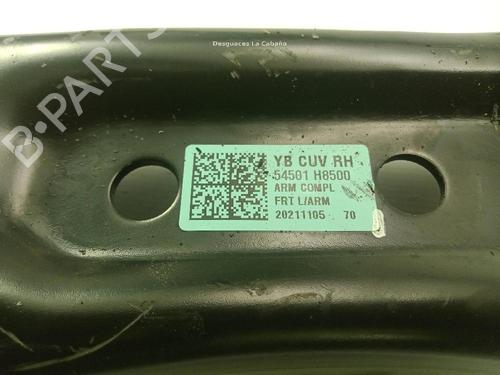 Desguaces La Cabaña
B-PARTS
YB CUV RH
54501 H8500
ARM COMPL
FRT L/ARM
20211105 70